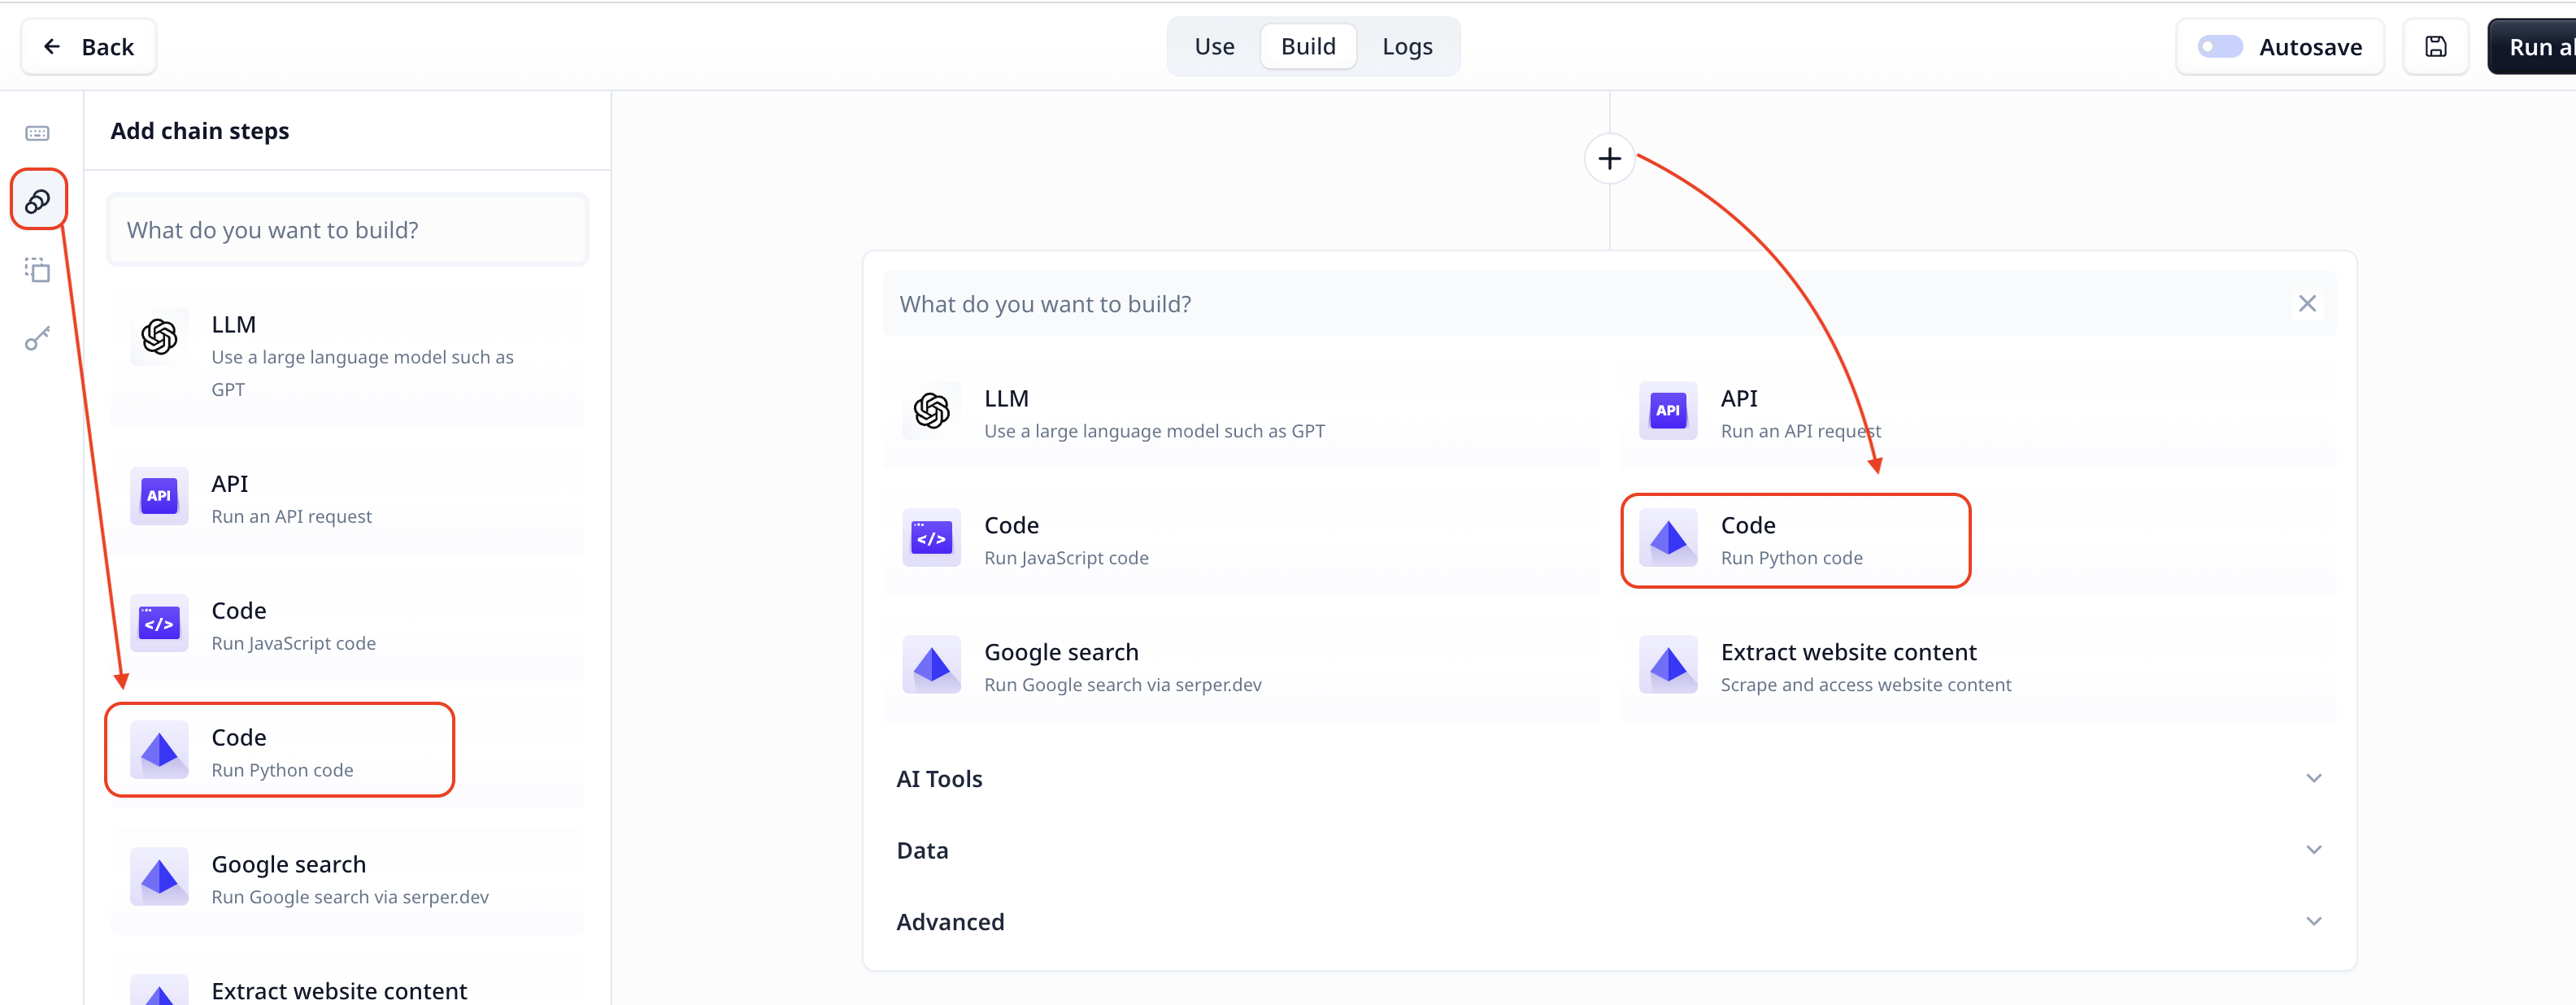 Back
Use
Build
Logs
Autosave
Run al
Add chain steps
What do you want to build?
LLM
Use a large language model such as
GPT
API
API
Run an API request
</>
Code
Run JavaScript code
Code
Run Python code
Google search
Run Google search via serper.dev
Extract website content
What do you want to build?
LLM
Use a large language model such as GPT
API
API
Run an API request
</>
Code
Run JavaScript code
Code
Run Python code
Google search
Run Google search via serper.dev
Extract website content
Scrape and access website content
AI Tools
Data
Advanced